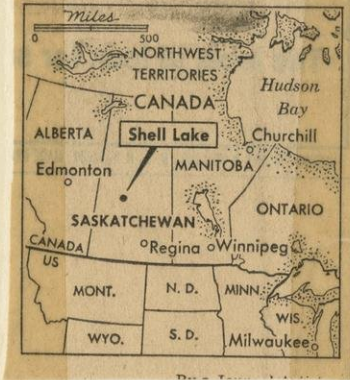 Miles
0 500
NORTHWEST
TERRITORIES
Hudson
Bay
CANADA
ALBERTA
Shell Lake
Churchill
Edmonton
MANITOBA
ONTARIO
SASKATCHEWAN
CANADA
US
Regina
Winnipeg
MONT.
N. D.
MINN.
WIS.
WYO.
S. D.
Milwaukee